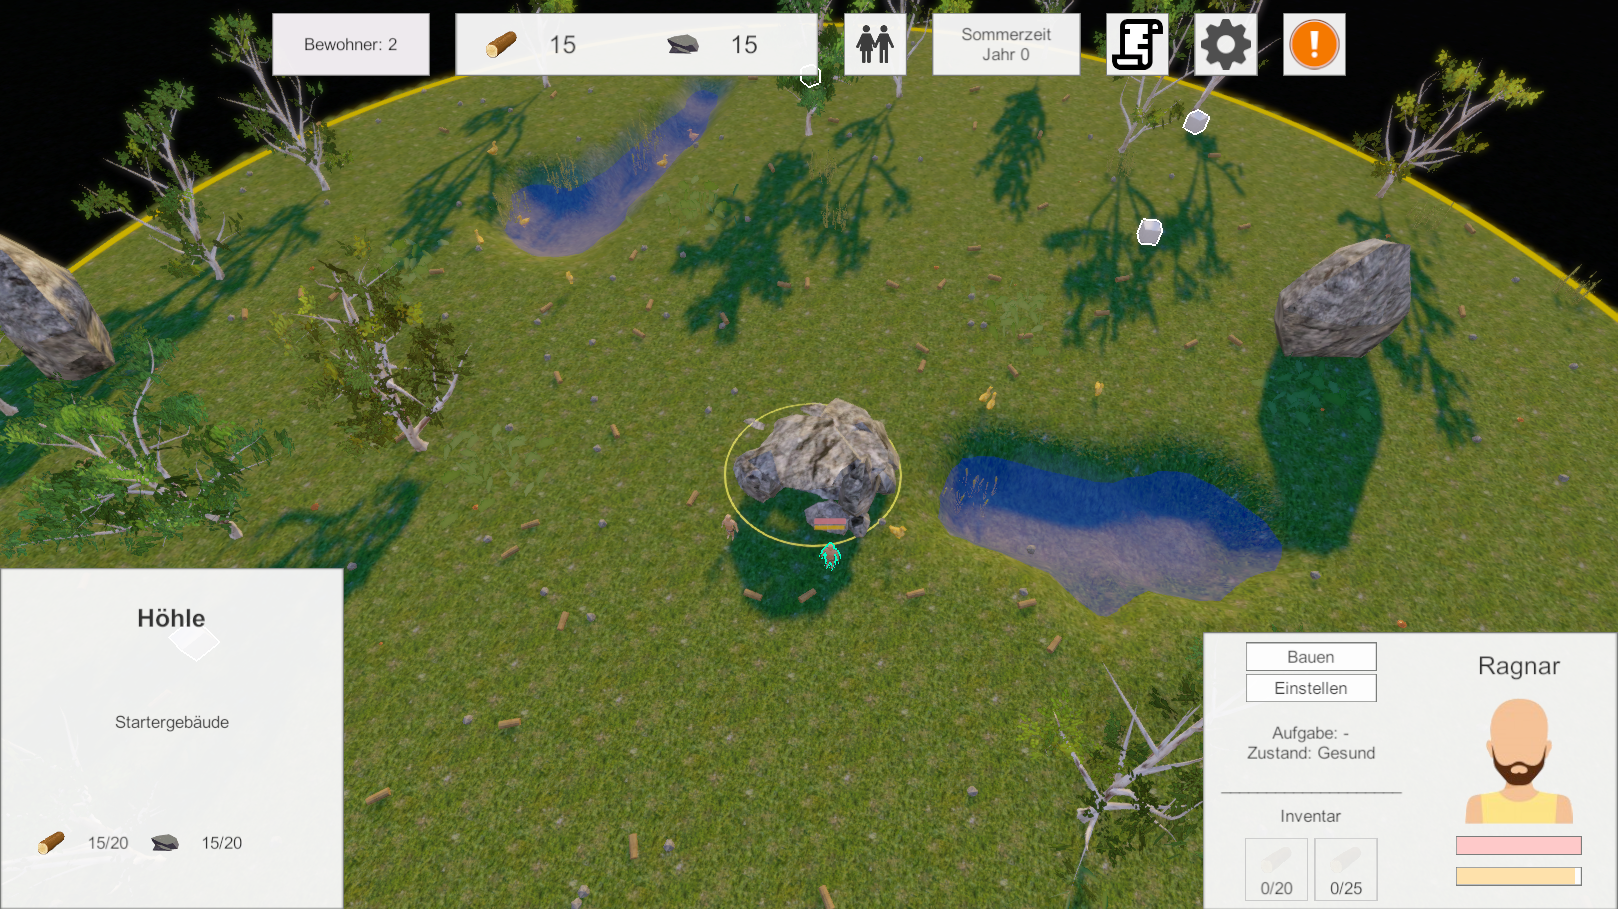 Bewohner: 2
15
15
Sommerzeit
Jahr 0
!
Höhle
Startergebäude
15/20
15/20
Bauen
Einstellen
Aufgabe: -
Zustand: Gesund
Inventar
0/20
0/25
Ragnar